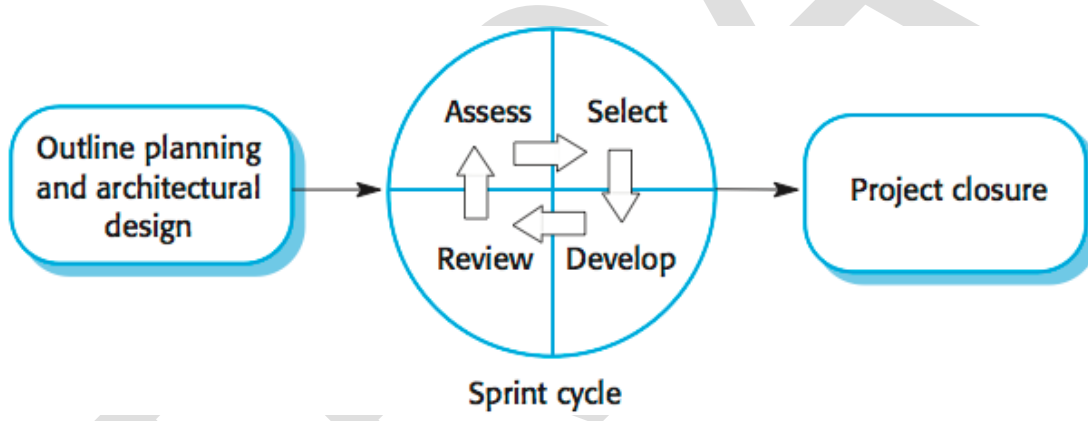 Outline planning
and architectural
design
Assess
Select
Review
Develop
Sprint cycle
Project closure